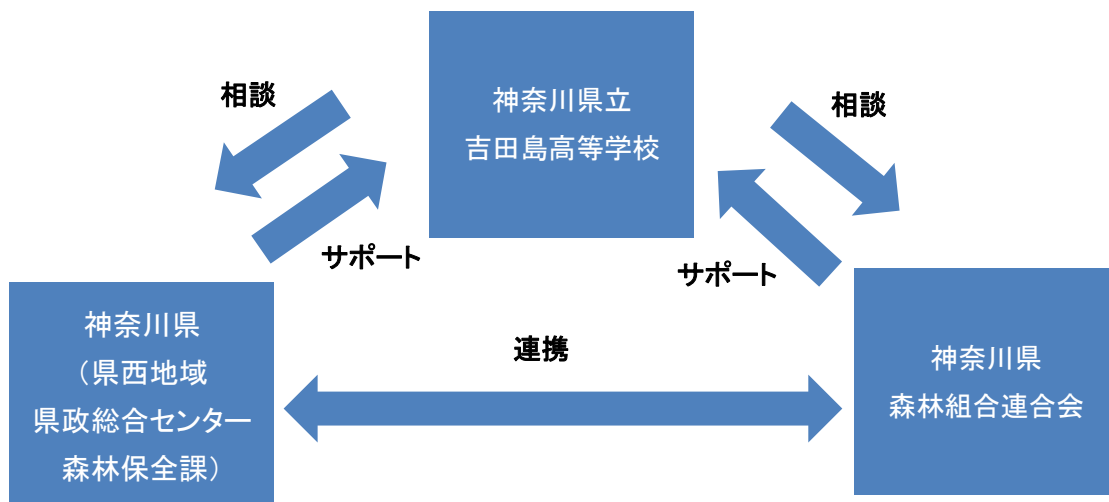 相談
神奈川県立
吉田島高等学校
相談
サポート
サポート
神奈川県
（県西地域
県政総合センター
森林保全課）
連携
神奈川県
森林組合連合会